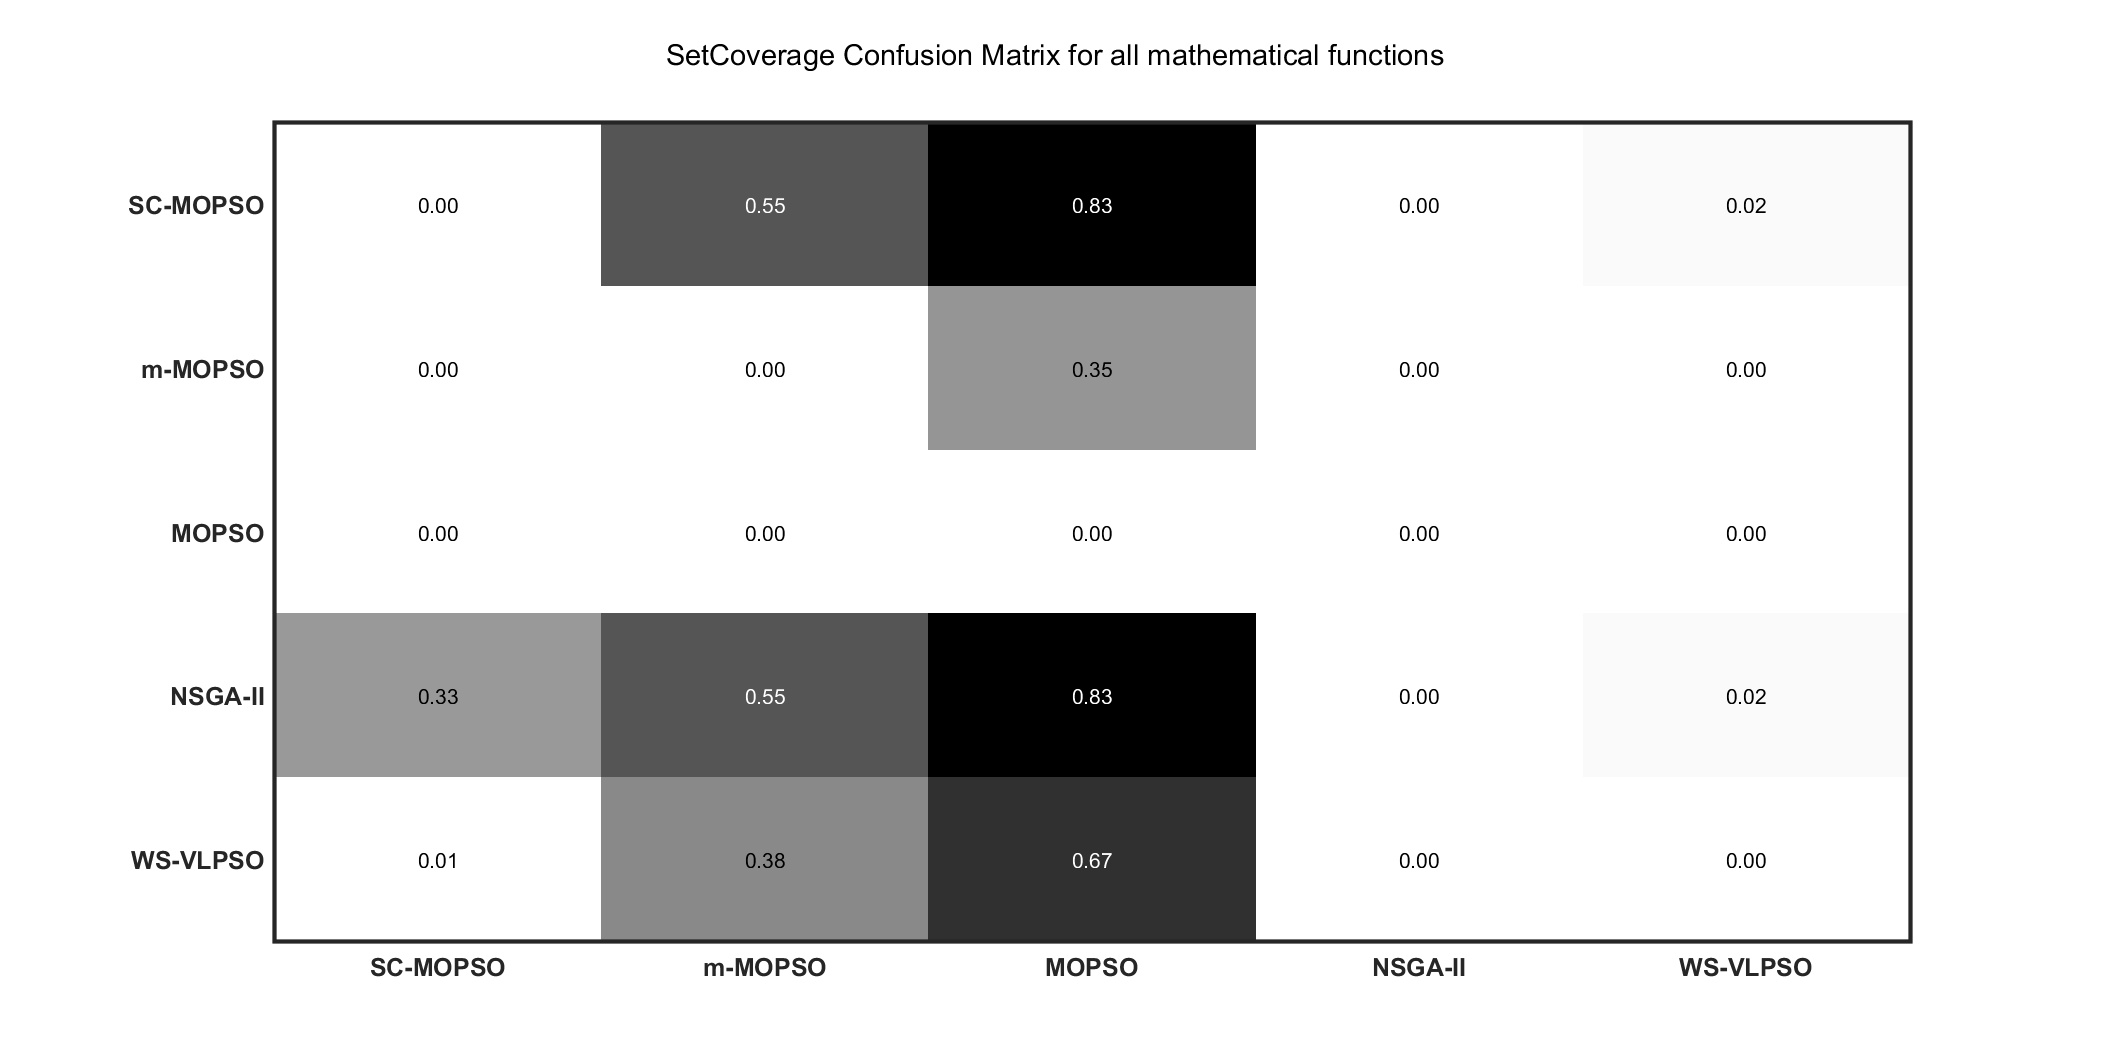 SetCoverage Confusion Matrix for all mathematical functions
SC-MOPSO 0.00 0.55 0.83 0.00 0.02
m-MOPSO 0.00 0.00 0.35 0.00 0.00
MOPSO 0.00 0.00 0.00 0.00 0.00
NSGA-II 0.33 0.55 0.83 0.00 0.02
WS-VLPSO 0.01 0.38 0.67 0.00 0.00
SC-MOPSO m-MOPSO MOPSO NSGA-II WS-VLPSO